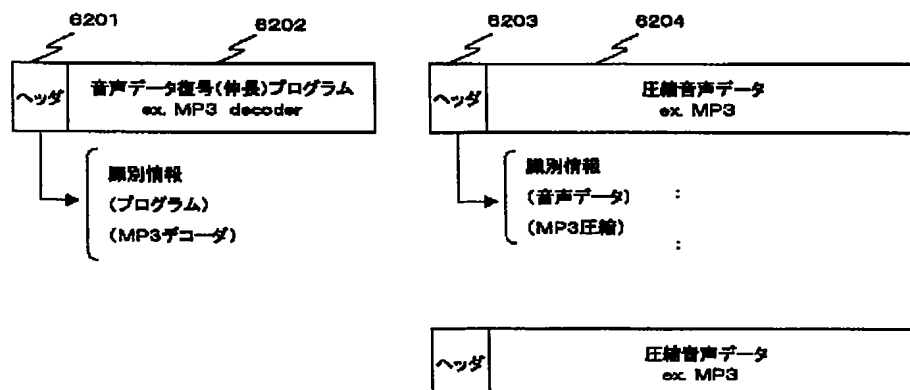 6201
6202
6203
6204
ヘッダ
音声データ復号(伸長)プログラム
ex. MP3 decoder
ヘッダ
圧縮音声データ
ex. MP3
識別情報
(プログラム)
(MP3デコーダ)
識別情報
(音声データ) :
(MP3圧縮)
:
ヘッダ
圧縮音声データ
ex. MP3